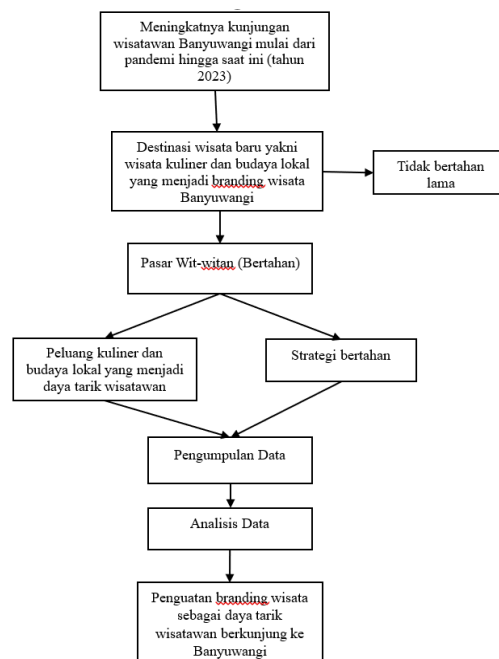 Meningkatnya kunjungan
wisatawan Banyuwangi mulai dari
pandemi hingga saat ini (tahun
2023)
Destinasi wisata baru yakni
wisata kuliner dan budaya lokal
yang menjadi branding wisata
Banyuwangi
Tidak bertahan
lama
Pasar Wit-witan (Bertahan)
Peluang kuliner dan
budaya lokal yang menjadi
daya tarik wisatawan
Strategi bertahan
Pengumpulan Data
Analisis Data
Penguatan branding wisata
sebagai daya tarik
wisatawan berkunjung ke
Banyuwangi